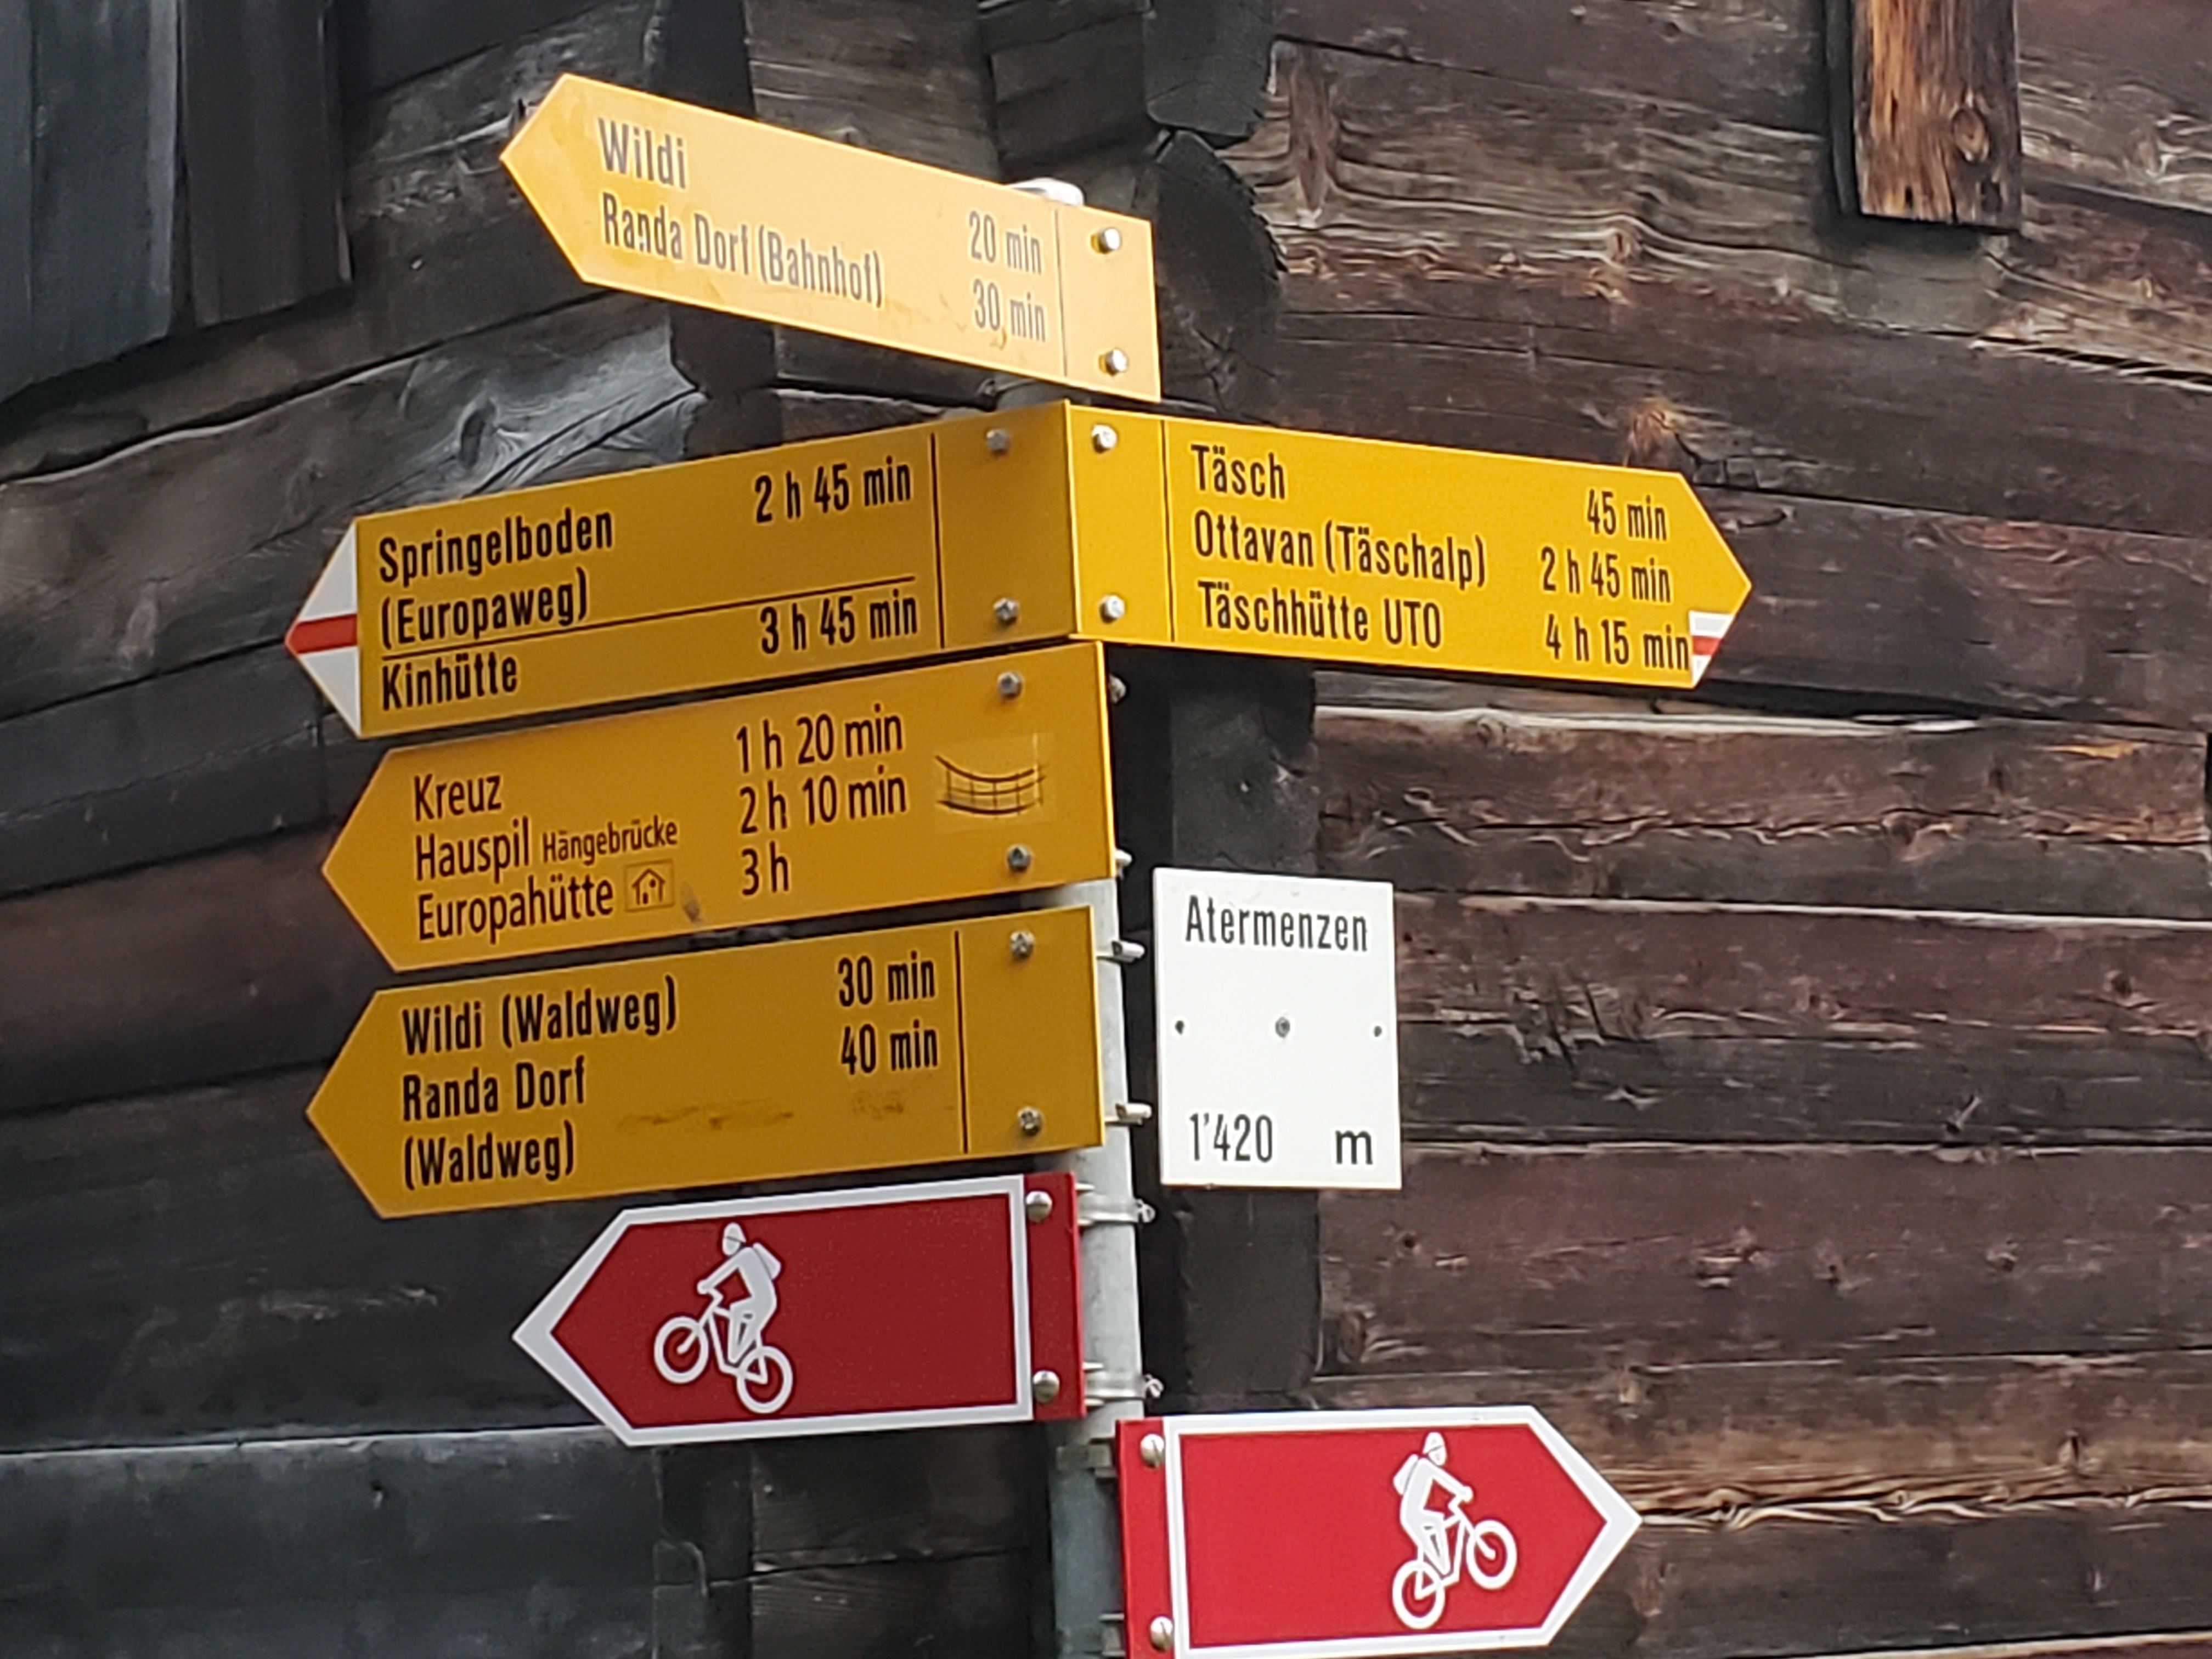 Wildi 20 min
Randa Dorf (Bahnhof) 30 min
Springelboden 2 h 45 min
(Europaweg)
Kinhütte 3 h 45 min
Täsch 45 min
Ottavan (Täschalp) 2 h 45 min
Täschhütte UTO 4 h 15 min
Kreuz 1 h 20 min
Hauspil Hängebrücke 2 h 10 min
Europahütte 3 h
Wildi (Waldweg) 30 min
Randa Dorf 40 min
(Waldweg)
Atermenzen
1'420 m